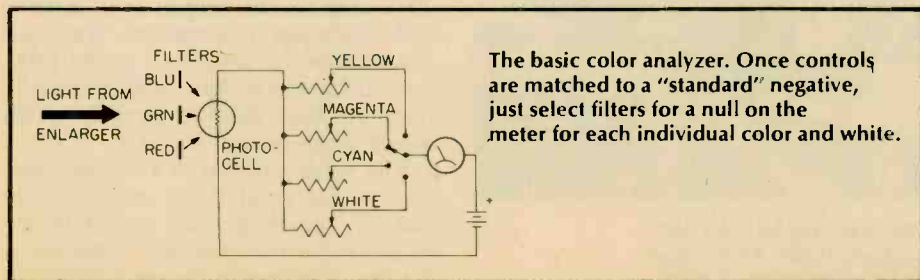 FILTERS
BLU
LIGHT FROM
GRN
ENLARGER
RED
PHOTO-
CELL
YELLOW
MAGENTA
CYAN
WHITE
+
The basic color analyzer. Once controls
are matched to a "standard" negative,
just select filters for a null on the
meter for each individual color and white.